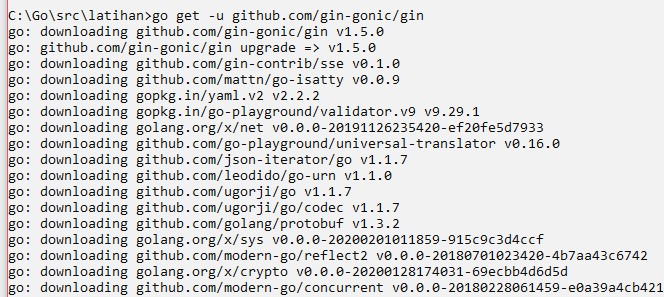 C:\Go\src\latihan>go get -u github.com/gin-gonic/gin
go: downloading github.com/gin-gonic/gin v1.5.0
go: github.com/gin-gonic/gin upgrade => v1.5.0
go: downloading github.com/gin-contrib/sse v0.1.0
go: downloading github.com/mattn/go-isatty v0.0.9
go: downloading gopkg.in/yaml.v2 v2.2.2
go: downloading gopkg.in/go-playground/validator.v9 v9.29.1
go: downloading golang.org/x/net v0.0.0-20191126235420-ef20fe5d7933
go: downloading github.com/go-playground/universal-translator v0.16.0
go: downloading github.com/json-iterator/go v1.1.7
go: downloading github.com/leodido/go-urn v1.1.0
go: downloading github.com/ugorji/go v1.1.7
go: downloading github.com/ugorji/go/codec v1.1.7
go: downloading github.com/golang/protobuf v1.3.2
go: downloading golang.org/x/sys v0.0.0-20200201011859-915c9c3d4ccf
go: downloading github.com/modern-go/reflect2 v0.0.0-20180701023420-4b7aa43c6742
go: downloading golang.org/x/crypto v0.0.0-20200128174031-69ecbb4d6d5d
go: downloading github.com/modern-go/concurrent v0.0.0-20180228061459-e0a39a4cb421